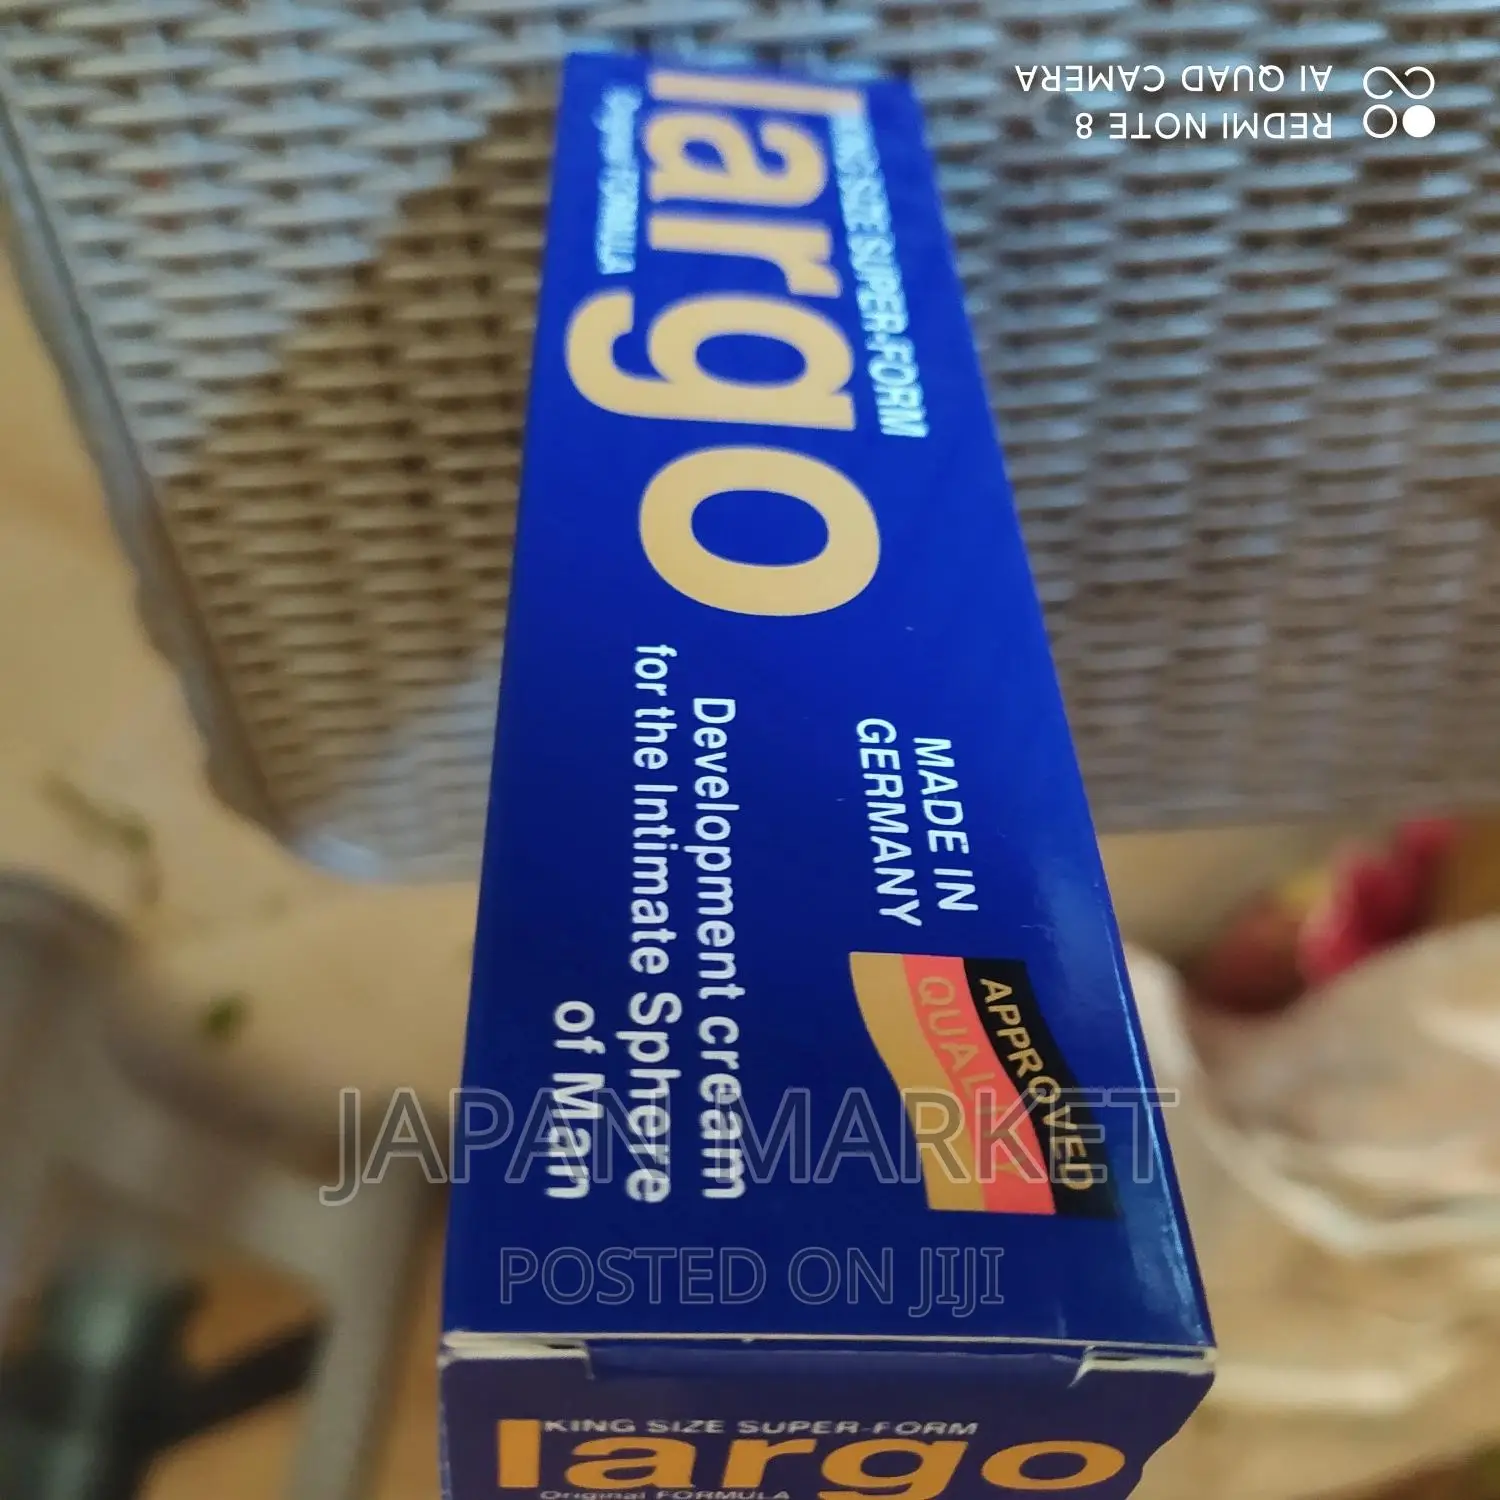 REDMI NOTE 8
AI QUAD CAMERA
KING SIZE SUPER-FORM
largo
Original FORMULA
MADE IN
GERMANY
APPROVED
QUALITY
Development cream
for the Intimate Sphere
of Man
JAPAN MARKET
POSTED ON JIJI
KING SIZE SUPER-FORM
largo
Original FORMULA